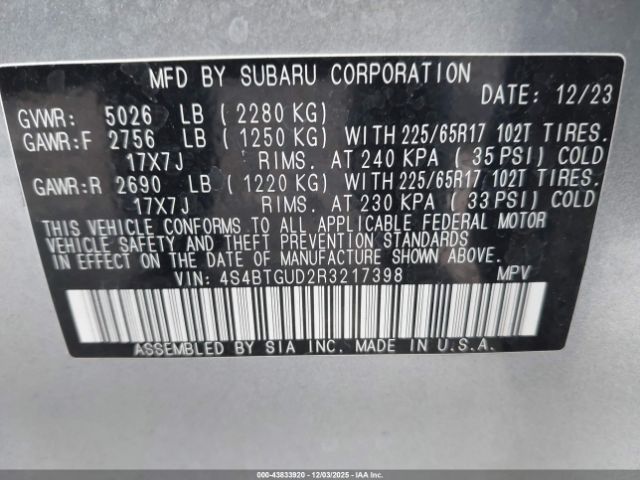 MFD BY SUBARU CORPORATION
DATE: 12/23
GVWR: 5026 LB ( 2280 KG)
GAWR:F 2756 LB ( 1250 KG) WITH 225/65R17 102T TIRES.
17X7J RIMS. AT 240 KPA ( 35 PSI) COLD
GAWR:R 2690 LB ( 1220 KG) WITH 225/65R17 102T TIRES.
17X7J RIMS. AT 230 KPA ( 33 PSI) COLD
THIS VEHICLE CONFORMS TO ALL APPLICABLE FEDERAL MOTOR
VEHICLE SAFETY AND THEFT PREVENTION STANDARDS IN EFFECT
ON THE DATE OF MANUFACTURE SHOWN ABOVE.
VIN: 4S4BTGUD2R3217398 MPV
ASSEMBLED BY SIA INC. MADE IN U.S.A.
000-43833920 - 12/03/2025 - IAAI.COM